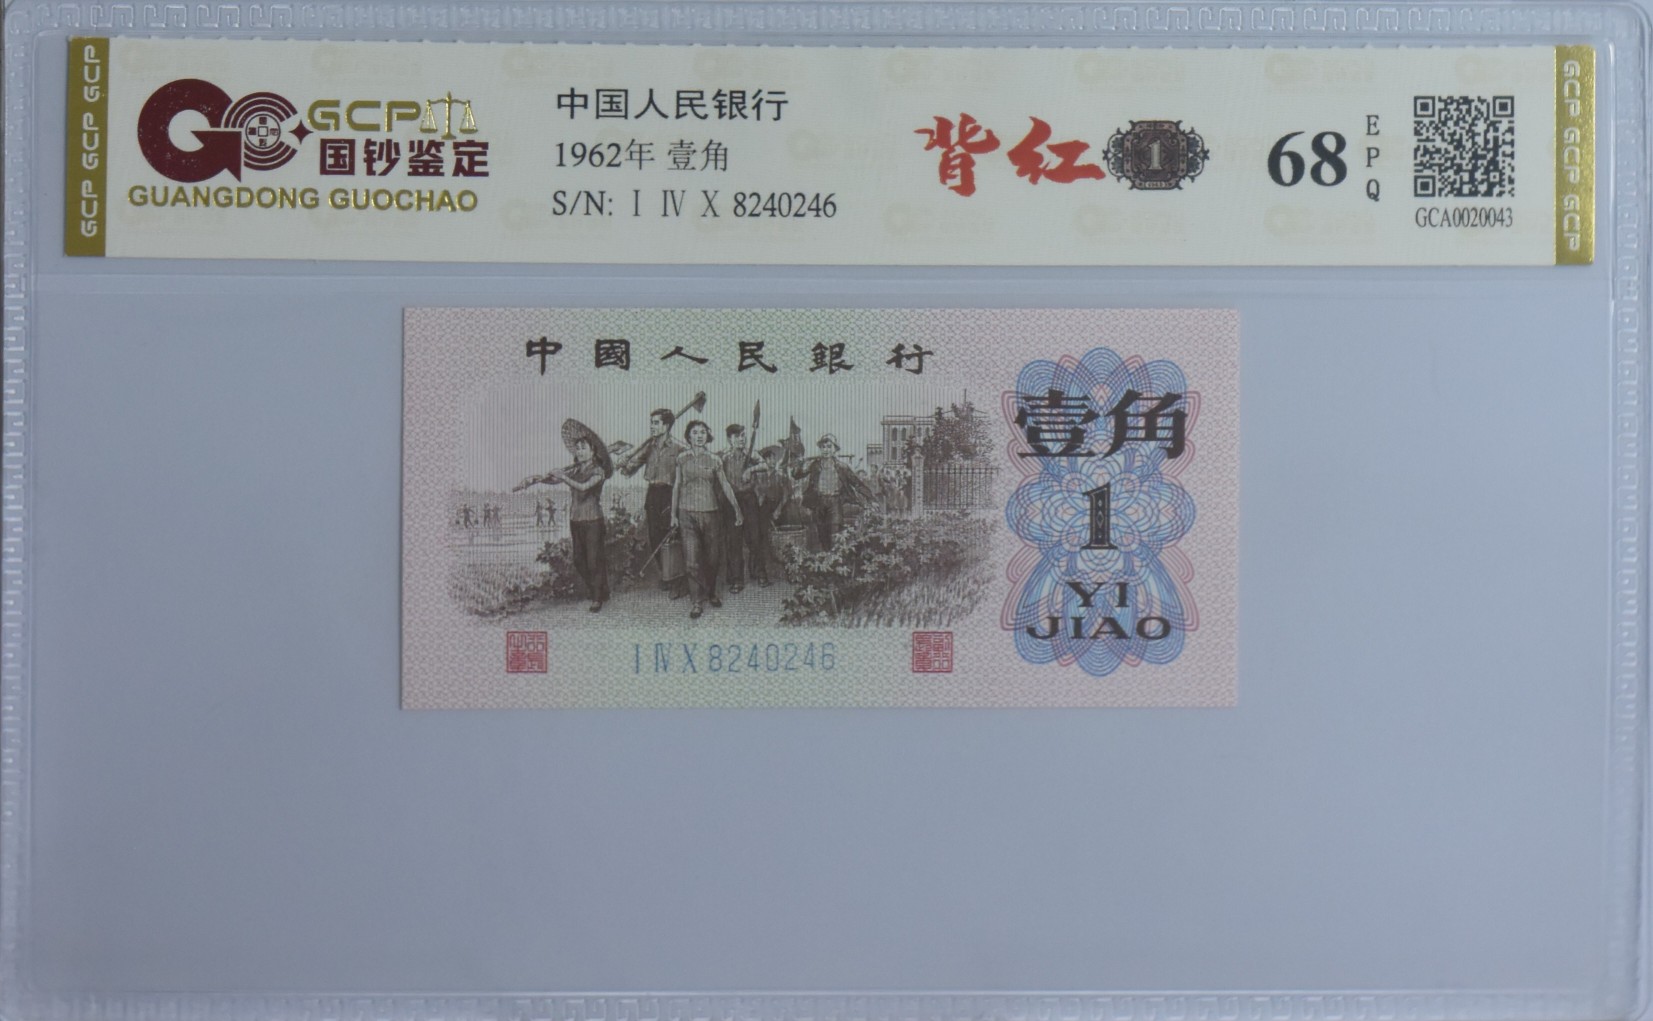 GCP
国钞鉴定
GUANGDONG GUOCHAO
中国人民银行
1962年 壹角
S/N: Ⅰ Ⅳ Ⅹ 8240246
背红
1
68
EPQ
GCA0020043
GCP GCP GCP
GCP GCP GCP
中國人民銀行
壹角
1
YI
JIAO
ⅠⅣⅩ8240246